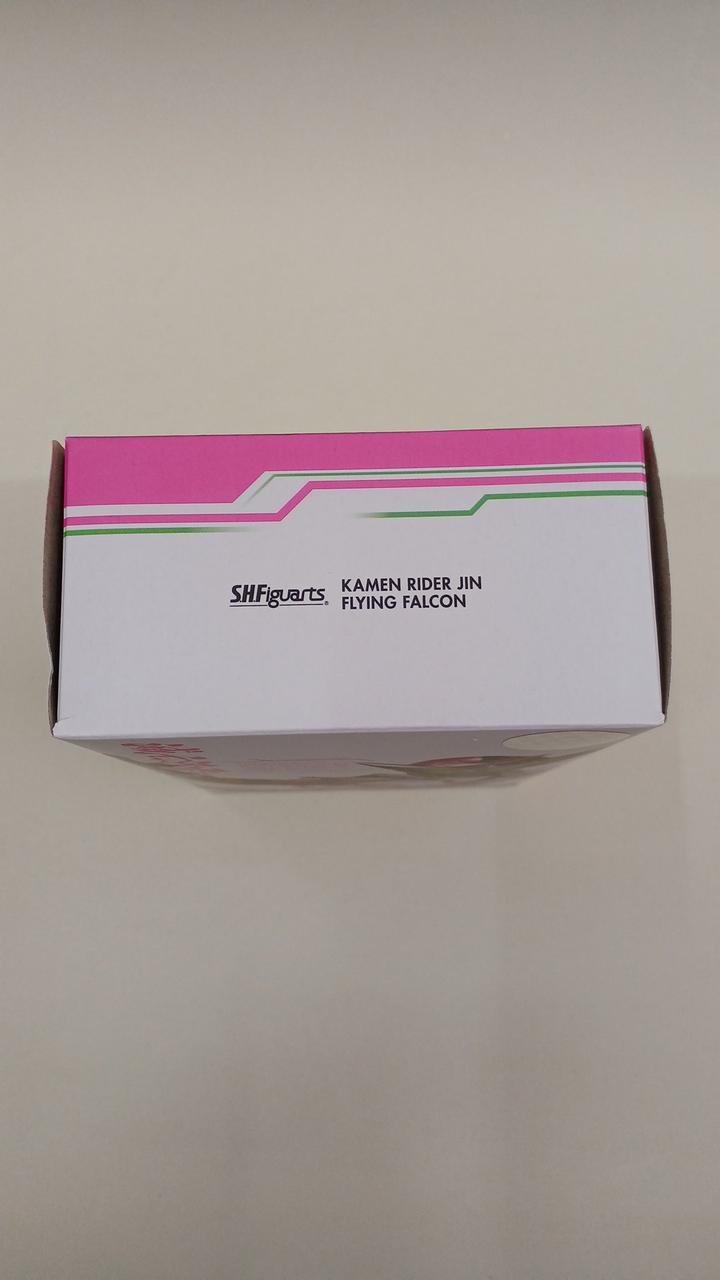 S.H.Figuarts®
KAMEN RIDER JIN
FLYING FALCON